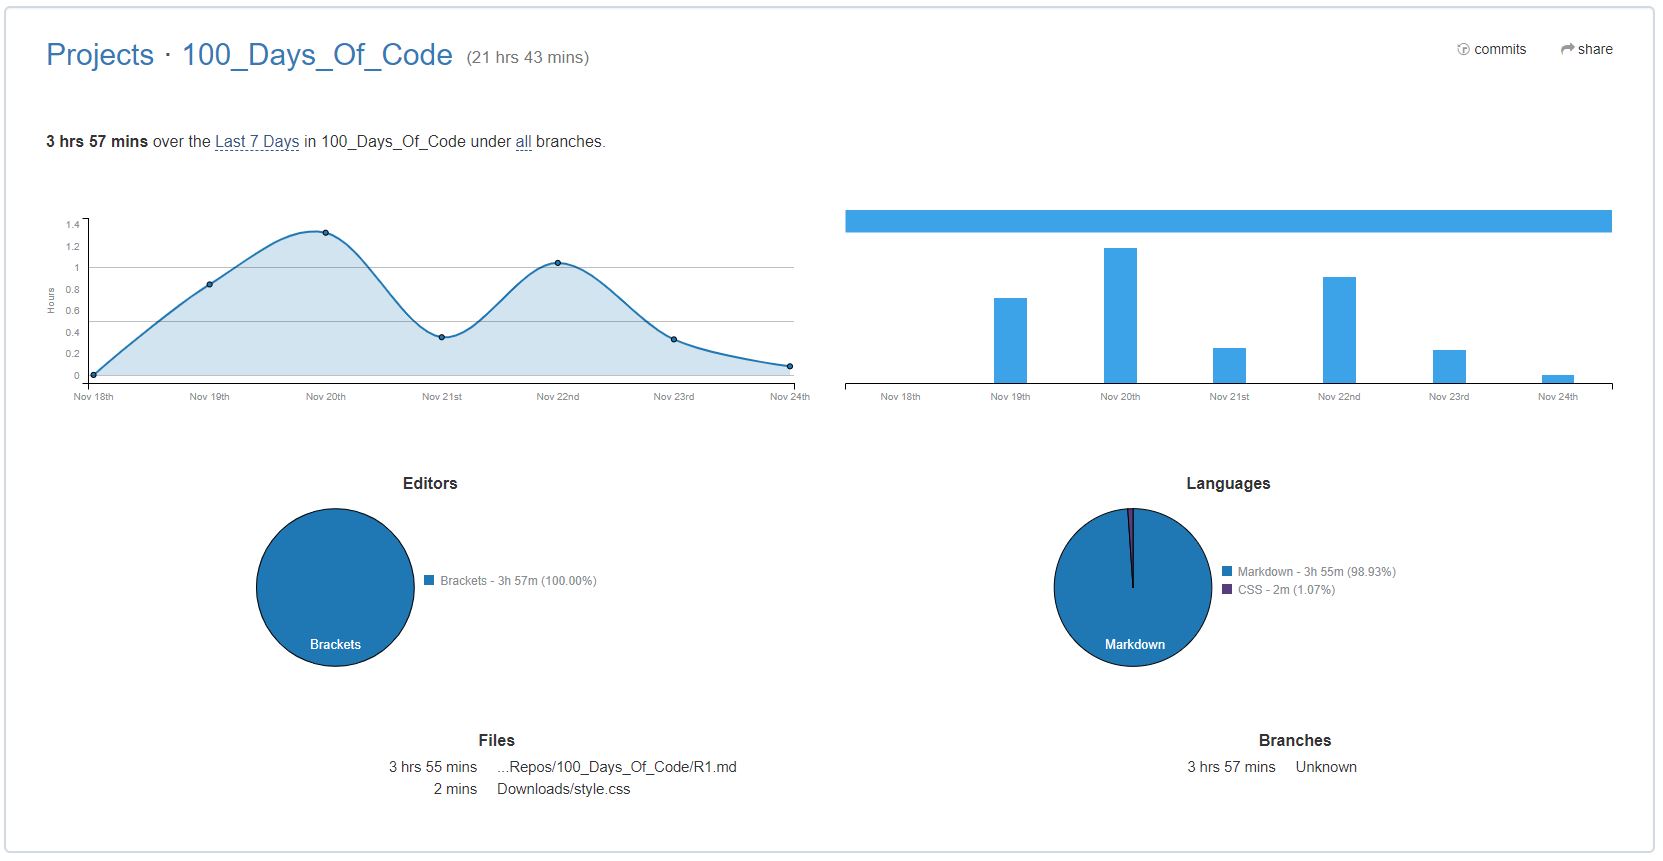 Projects · 100_Days_Of_Code (21 hrs 43 mins)
commits
share
3 hrs 57 mins over the Last 7 Days in 100_Days_Of_Code under all branches.
Hours
1.4
1.2
1
0.8
0.6
0.4
0.2
0
Nov 18th Nov 19th Nov 20th Nov 21st Nov 22nd Nov 23rd Nov 24th
Nov 18th Nov 19th Nov 20th Nov 21st Nov 22nd Nov 23rd Nov 24th
Editors
Brackets - 3h 57m (100.00%)
Brackets
Languages
Markdown - 3h 55m (98.93%)
CSS - 2m (1.07%)
Markdown
Files
3 hrs 55 mins ...Repos/100_Days_Of_Code/R1.md
2 mins Downloads/style.css
Branches
3 hrs 57 mins Unknown